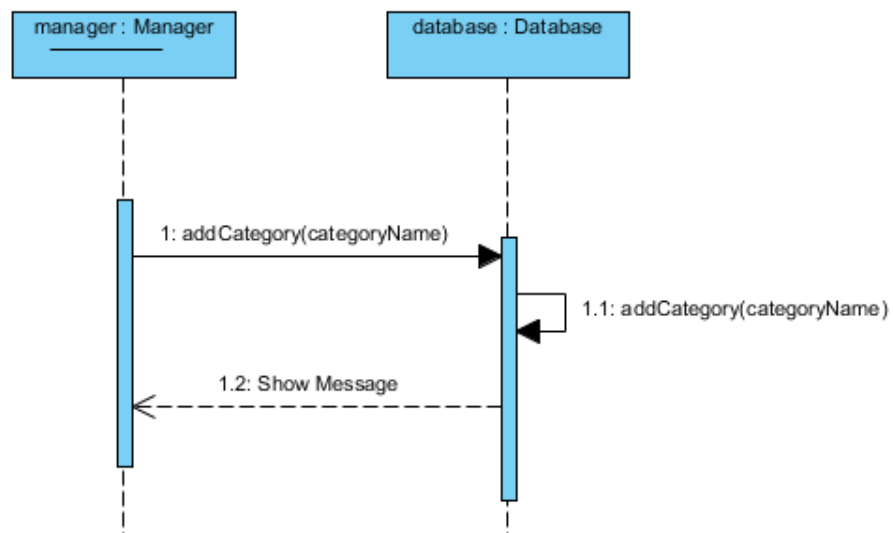 manager : Manager
database : Database
1: addCategory(categoryName)
1.1: addCategory(categoryName)
1.2: Show Message